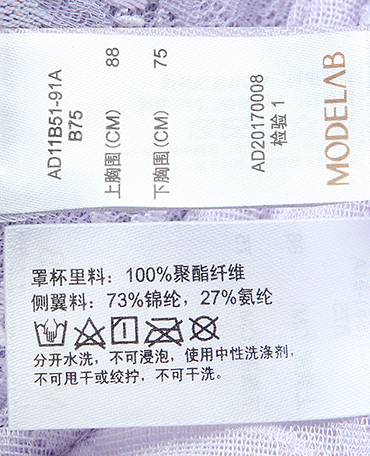 AD11B51-91A
B75
上胸围(CM) 88
下胸围(CM) 75
AD20170008
检验 1
MODELAB
罩杯里料：100%聚酯纤维
侧翼料：73%锦纶，27%氨纶
分开水洗，不可浸泡，使用中性洗涤剂，
不可甩干或绞拧，不可干洗。